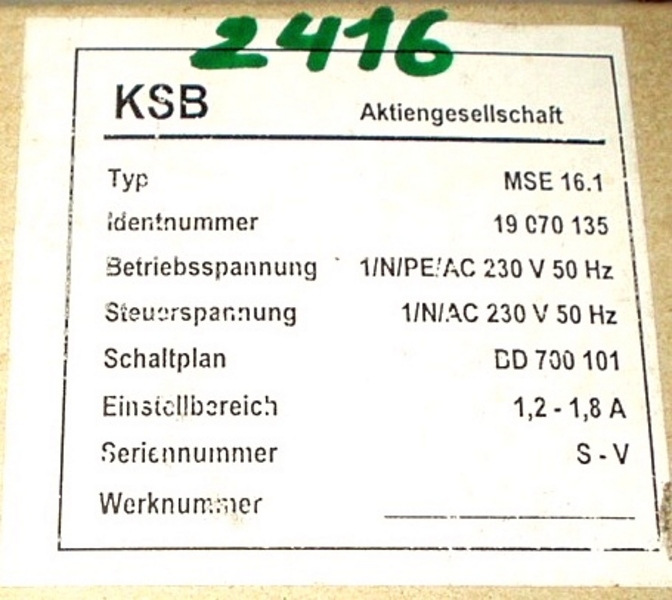 2416
KSB Aktiengesellschaft
Typ MSE 16.1
Identnummer 19 070 135
Betriebsspannung 1/N/PE/AC 230 V 50 Hz
Steuerspannung 1/N/AC 230 V 50 Hz
Schaltplan BD 700 101
Einstellbereich 1,2 - 1,8 A
Seriennummer S - V
Werknummer